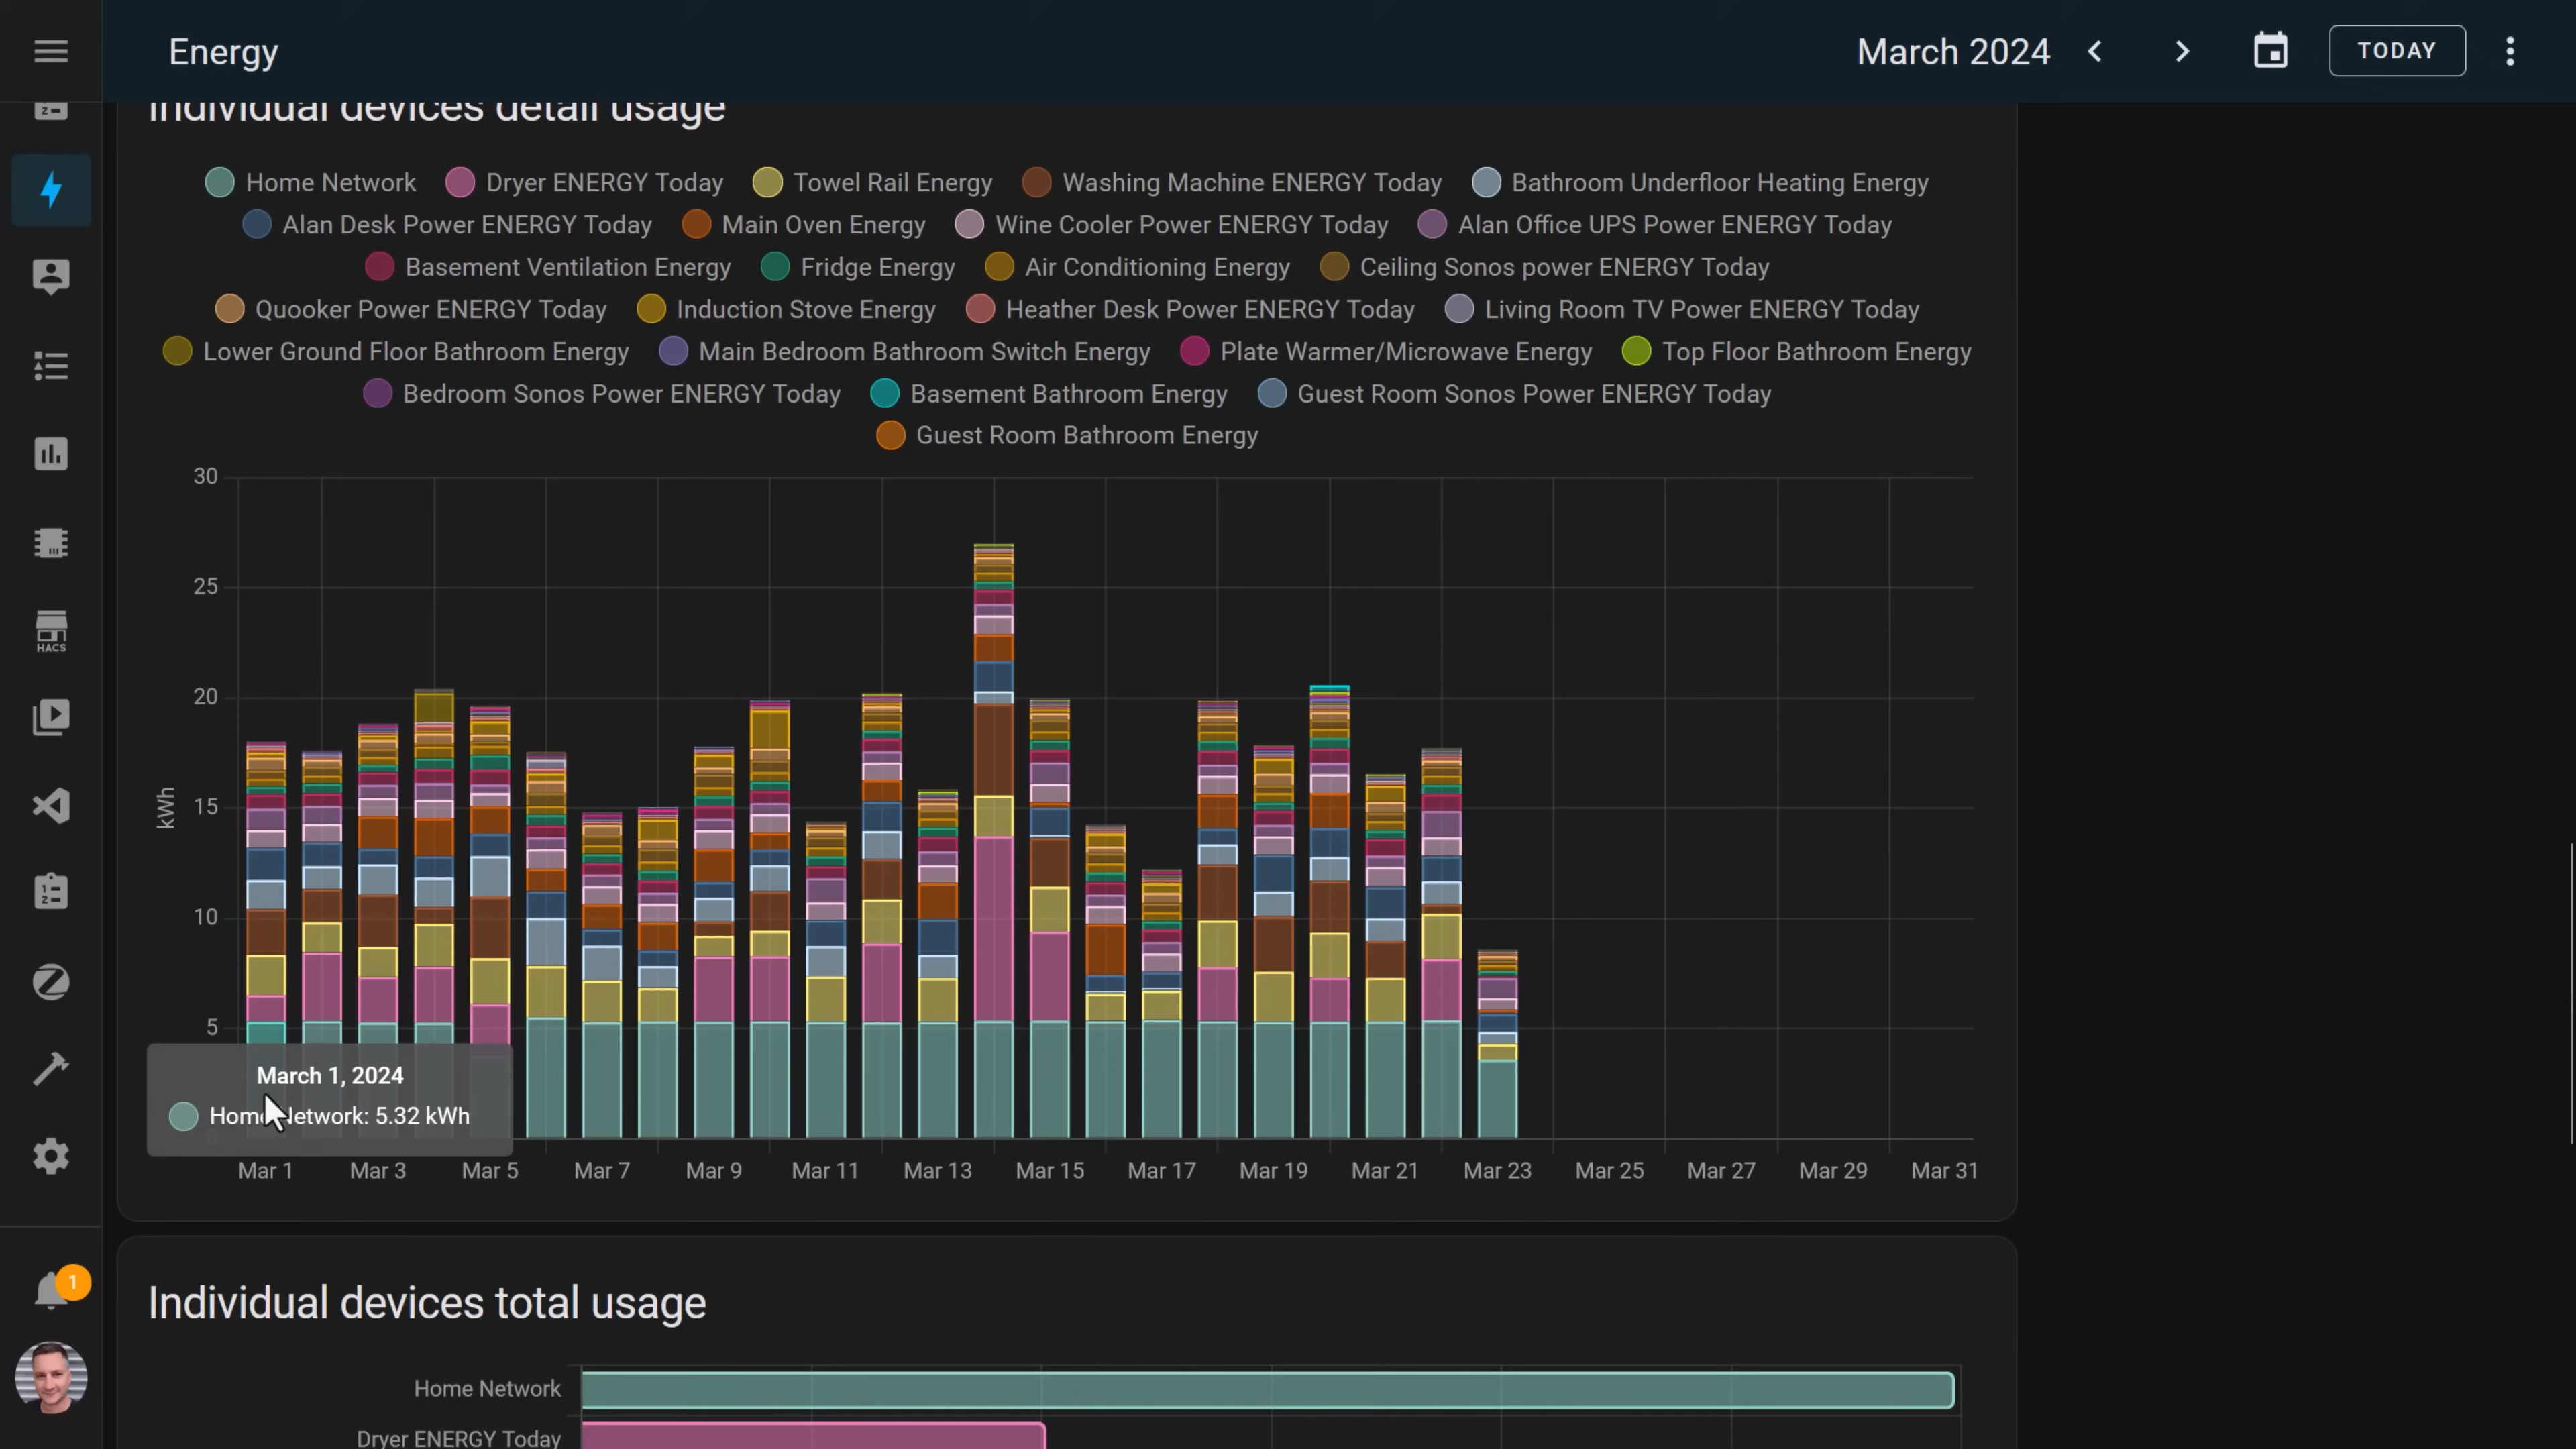 Energy
March 2024
TODAY
Individual devices detail usage
Home Network Dryer ENERGY Today Towel Rail Energy Washing Machine ENERGY Today Bathroom Underfloor Heating Energy
Alan Desk Power ENERGY Today Main Oven Energy Wine Cooler Power ENERGY Today Alan Office UPS Power ENERGY Today
Basement Ventilation Energy Fridge Energy Air Conditioning Energy Ceiling Sonos power ENERGY Today
Quooker Power ENERGY Today Induction Stove Energy Heather Desk Power ENERGY Today Living Room TV Power ENERGY Today
Lower Ground Floor Bathroom Energy Main Bedroom Bathroom Switch Energy Plate Warmer/Microwave Energy Top Floor Bathroom Energy
Bedroom Sonos Power ENERGY Today Basement Bathroom Energy Guest Room Sonos Power ENERGY Today
Guest Room Bathroom Energy
30
25
20
15
10
5
kWh
March 1, 2024
Home Network: 5.32 kWh
Mar 1 Mar 3 Mar 5 Mar 7 Mar 9 Mar 11 Mar 13 Mar 15 Mar 17 Mar 19 Mar 21 Mar 23 Mar 25 Mar 27 Mar 29 Mar 31
HACS
1
Individual devices total usage
Home Network
Dryer ENERGY Today